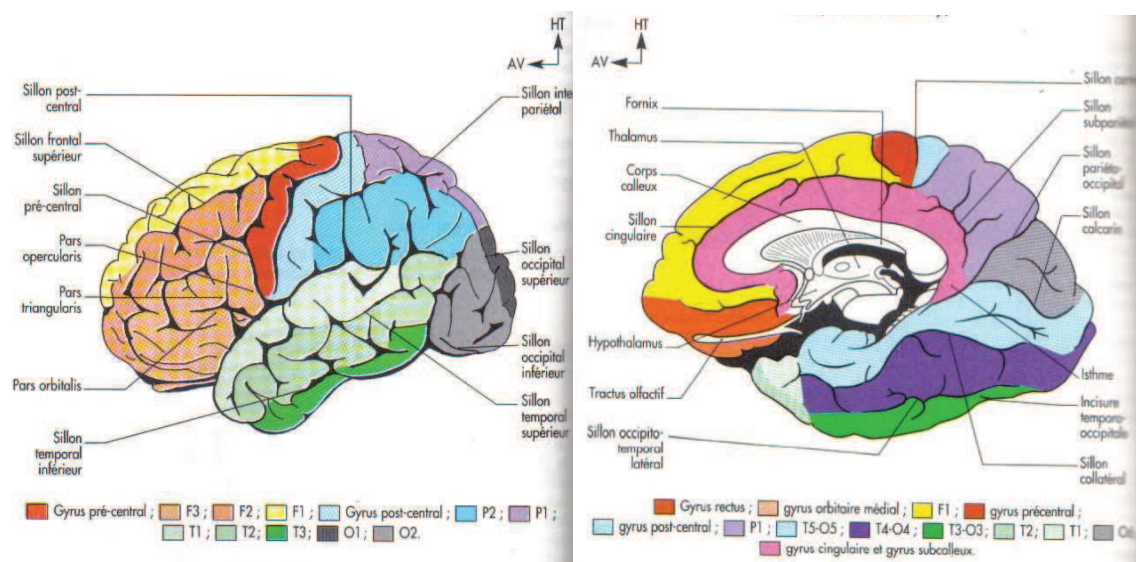 HT
AV
Sillon post-
central
Sillon frontal
supérieur
Sillon
pré-central
Pars
opercularis
Pars
triangularis
Pars orbitalis
Sillon
temporal
inférieur
Sillon
pariétal
Sillon
occipital
supérieur
Sillon
occipital
inférieur
Sillon
temporal
supérieur
Gyrus pré-central ; F3 ; F2 ; F1 ; Gyrus post-central ; P2 ; P1 ;
T1 ; T2 ; T3 ; O1 ; O2.
HT
AV
Fornix
Thalamus
Corps
calleux
Sillon
cingulaire
Hypothalamus
Tractus olfactif
Sillon occipito-
temporal
latéral
Sillon
Sillon
Sillon
pariéto-
occipital
Sillon
calcarin
Isthme
Incisure
temporo-
occipitale
Sillon
collatéral
Gyrus rectus ; gyrus orbitaire médial ; F1 ; gyrus précentral ;
gyrus post-central ; P1 ; T5-O5 ; T4-O4 ; T3-O3 ; T2 ; T1 ;
gyrus cingulaire et gyrus subcalleux.